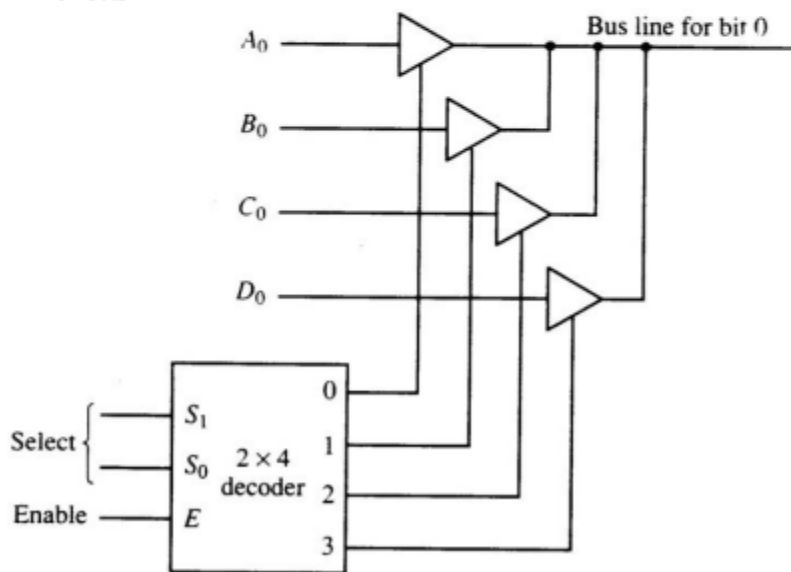 Bus line for bit 0
A₀
B₀
C₀
D₀
Select
S₁
S₀
Enable
E
2 × 4
decoder
0
1
2
3